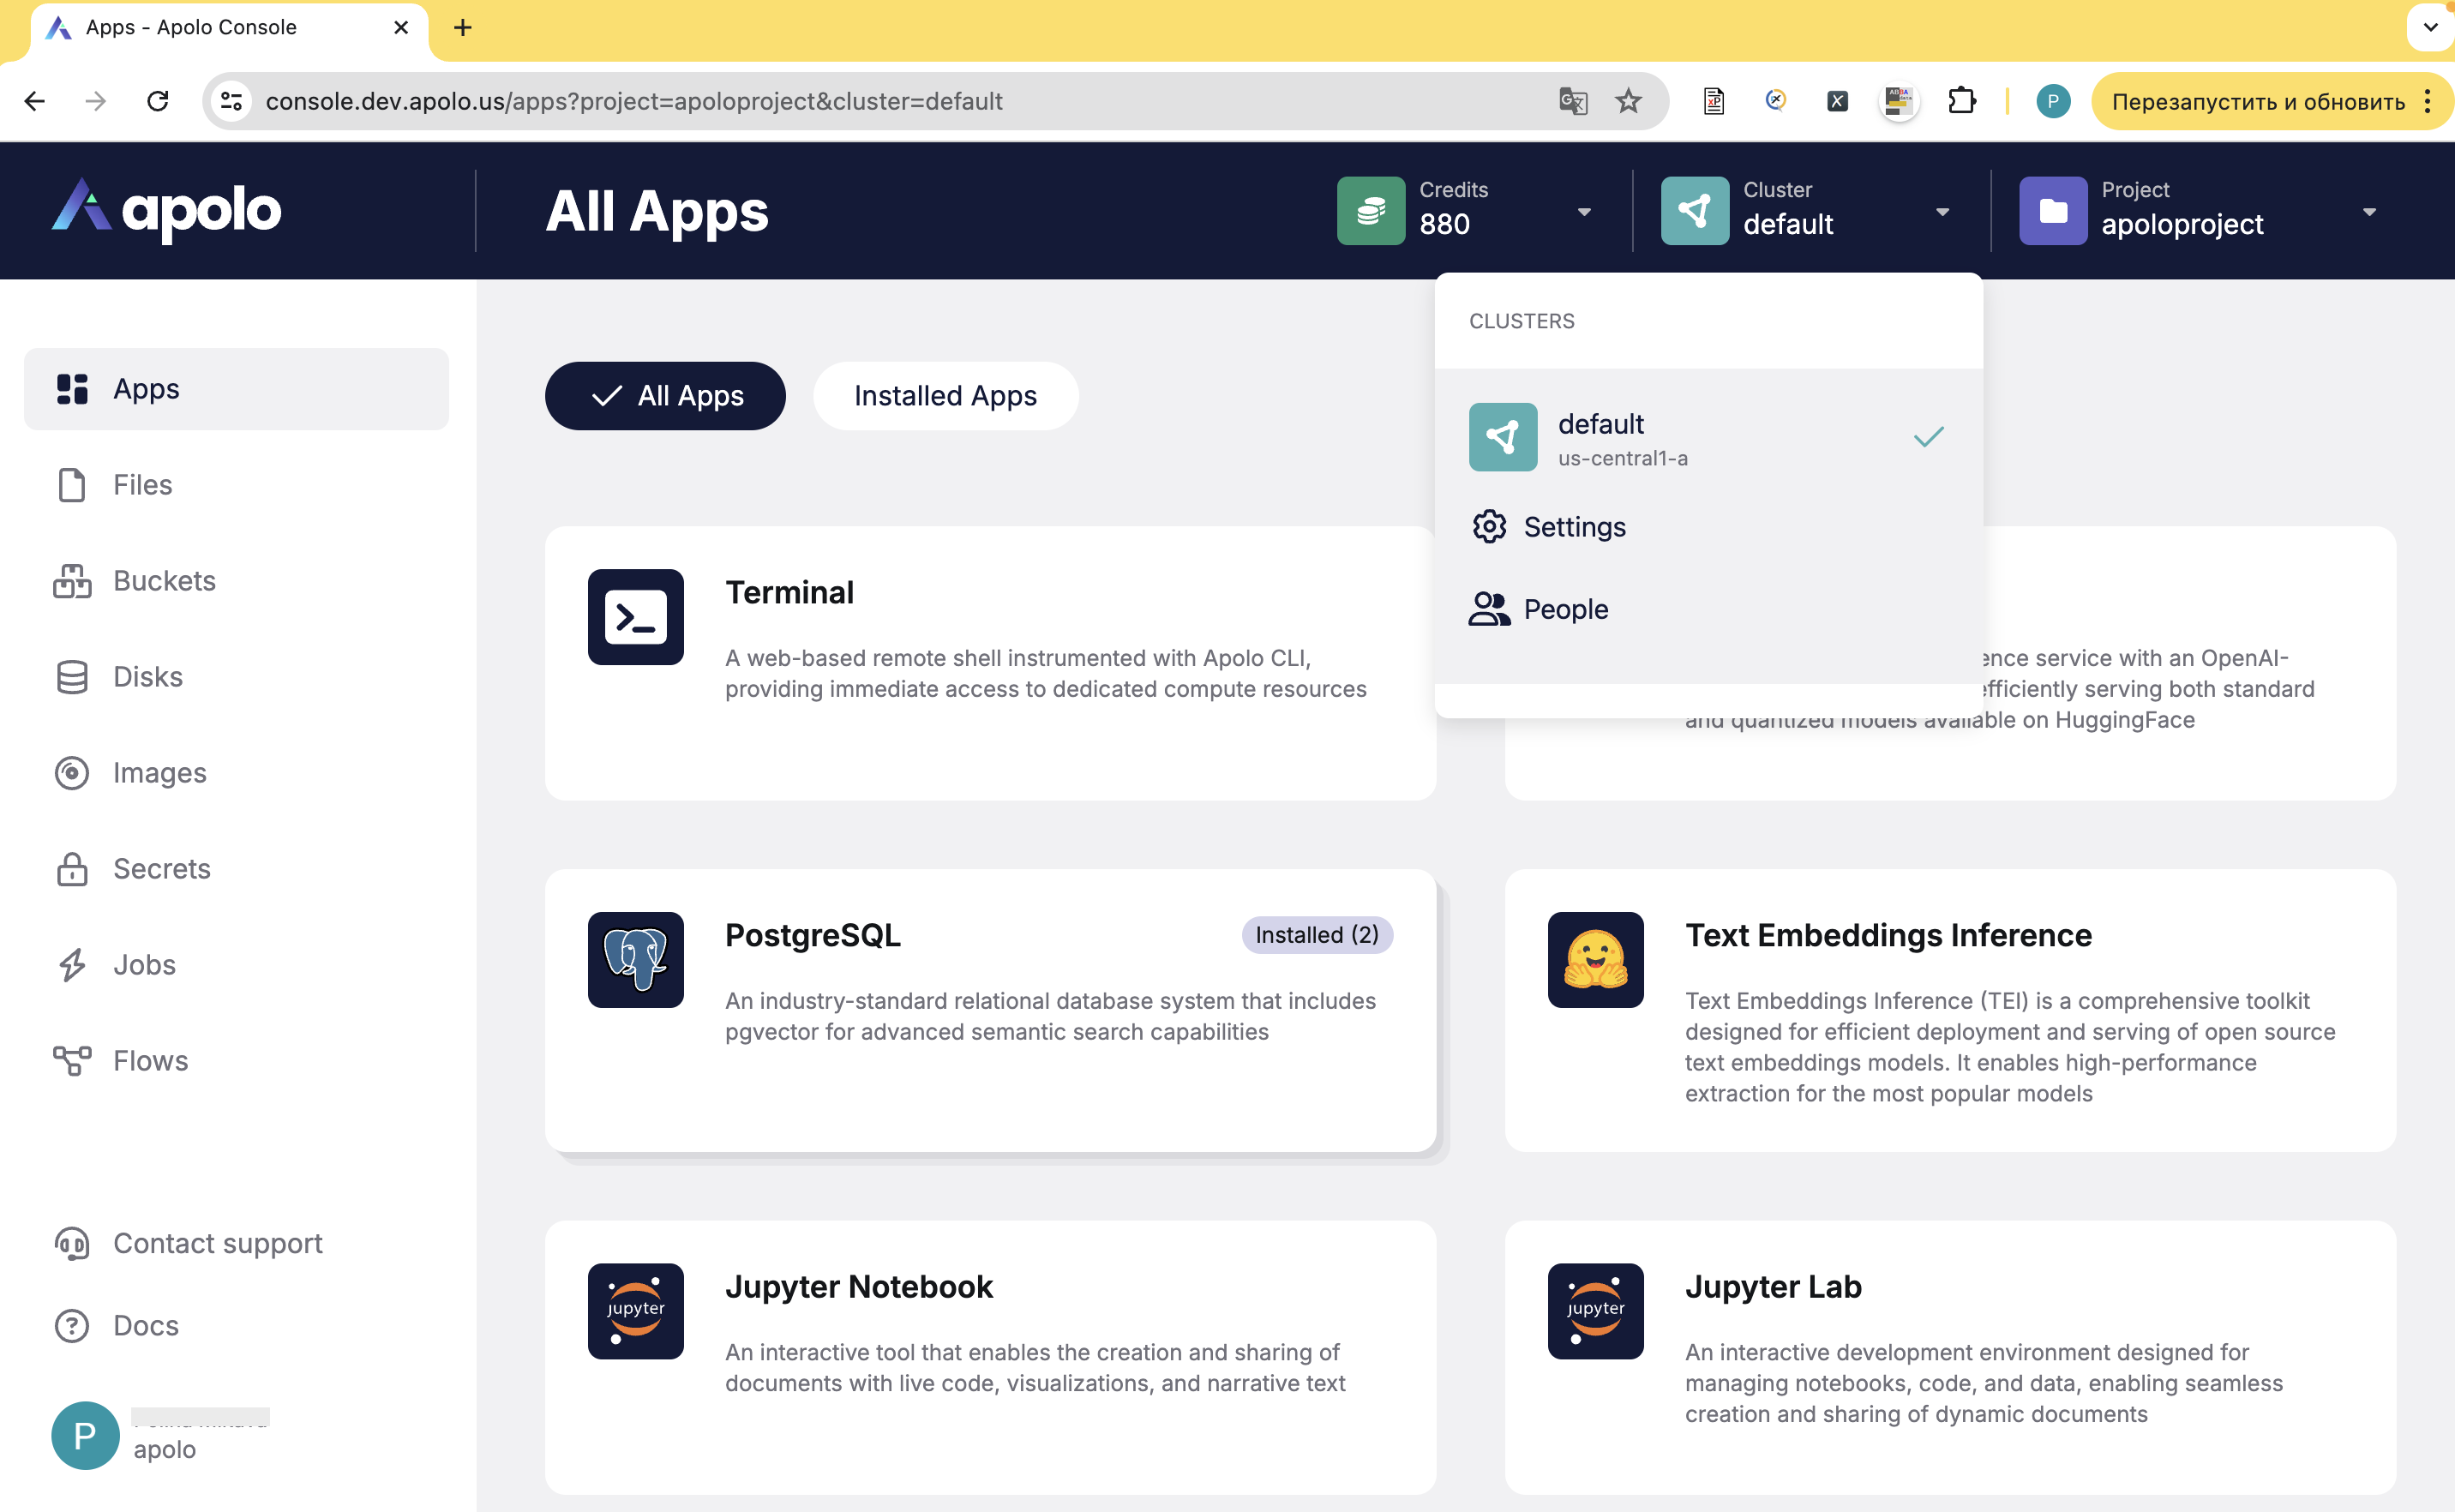 Apps - Apolo Console
console.dev.apolo.us/apps?project=apoloproject&cluster=default
P
Перезапустить и обновить
apolo
All Apps
Credits
880
Cluster
default
Project
apoloproject
Apps
Files
Buckets
Disks
Images
Secrets
Jobs
Flows
Contact support
Docs
P
apolo
All Apps
Installed Apps
CLUSTERS
default
us-central1-a
Settings
People
Terminal
A web-based remote shell instrumented with Apolo CLI,
providing immediate access to dedicated compute resources
service with an OpenAI-
efficiently serving both standard
and quantized models available on HuggingFace
PostgreSQL
Installed (2)
An industry-standard relational database system that includes
pgvector for advanced semantic search capabilities
Text Embeddings Inference
Text Embeddings Inference (TEI) is a comprehensive toolkit
designed for efficient deployment and serving of open source
text embeddings models. It enables high-performance
extraction for the most popular models
jupyter
Jupyter Notebook
An interactive tool that enables the creation and sharing of
documents with live code, visualizations, and narrative text
jupyter
Jupyter Lab
An interactive development environment designed for
managing notebooks, code, and data, enabling seamless
creation and sharing of dynamic documents